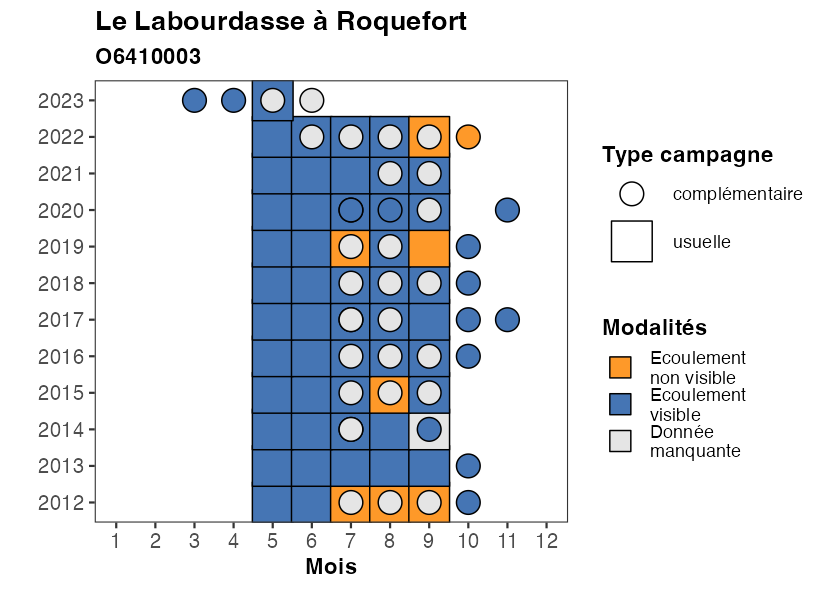 Le Labourdasse à Roquefort
O6410003
2023
2022
2021
2020
2019
2018
2017
2016
2015
2014
2013
2012
1 2 3 4 5 6 7 8 9 10 11 12
Mois
Type campagne
complémentaire
usuelle
Modalités
Ecoulement
non visible
Ecoulement
visible
Donnée
manquante